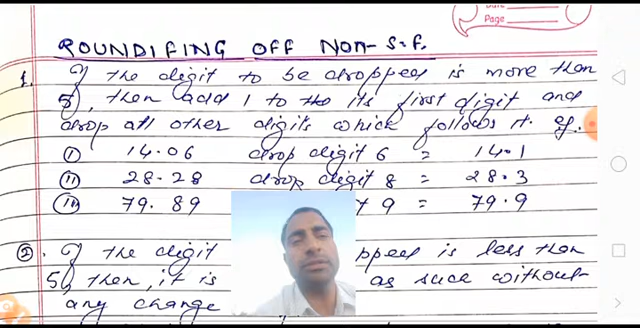 Date
Page
ROUNDIFING OFF NON-S.F.
1. If the digit to be dropped is more than
5, then add 1 to its first digit and
drop all other digits which follows it. eg.
(i) 14.06 drop digit 6 = 14.1
(ii) 28.28 drop digit 8 = 28.3
(iii) 79.89 9 = 79.9
(2). If the digit is less than
5, then, it is as such without
any change